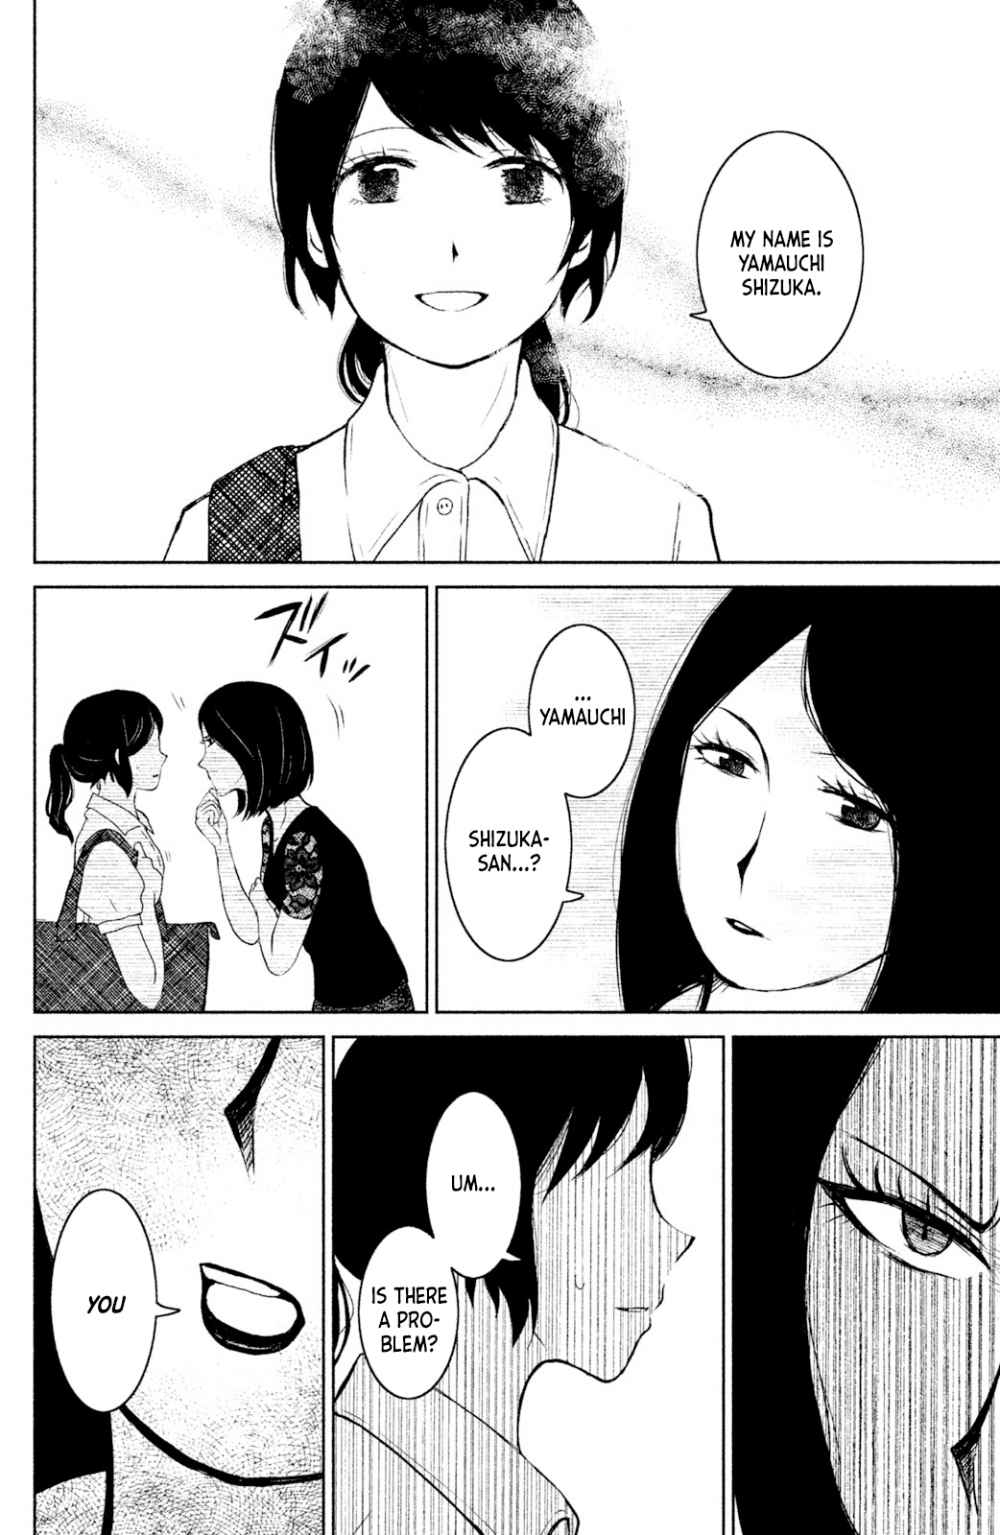 MY NAME IS
YAMAUCHI
SHIZUKA.
...
YAMAUCHI
SHIZUKA-
SAN...?
ズイッ
UM...
IS THERE
A PRO-
BLEM?
YOU